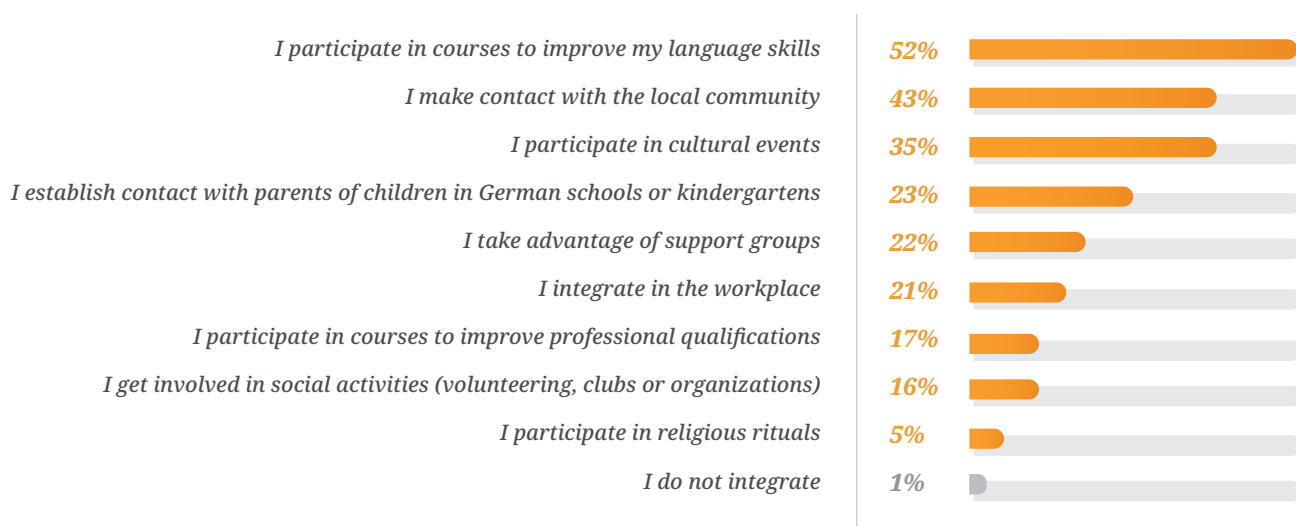 I participate in courses to improve my language skills 52%
I make contact with the local community 43%
I participate in cultural events 35%
I establish contact with parents of children in German schools or kindergartens 23%
I take advantage of support groups 22%
I integrate in the workplace 21%
I participate in courses to improve professional qualifications 17%
I get involved in social activities (volunteering, clubs or organizations) 16%
I participate in religious rituals 5%
I do not integrate 1%